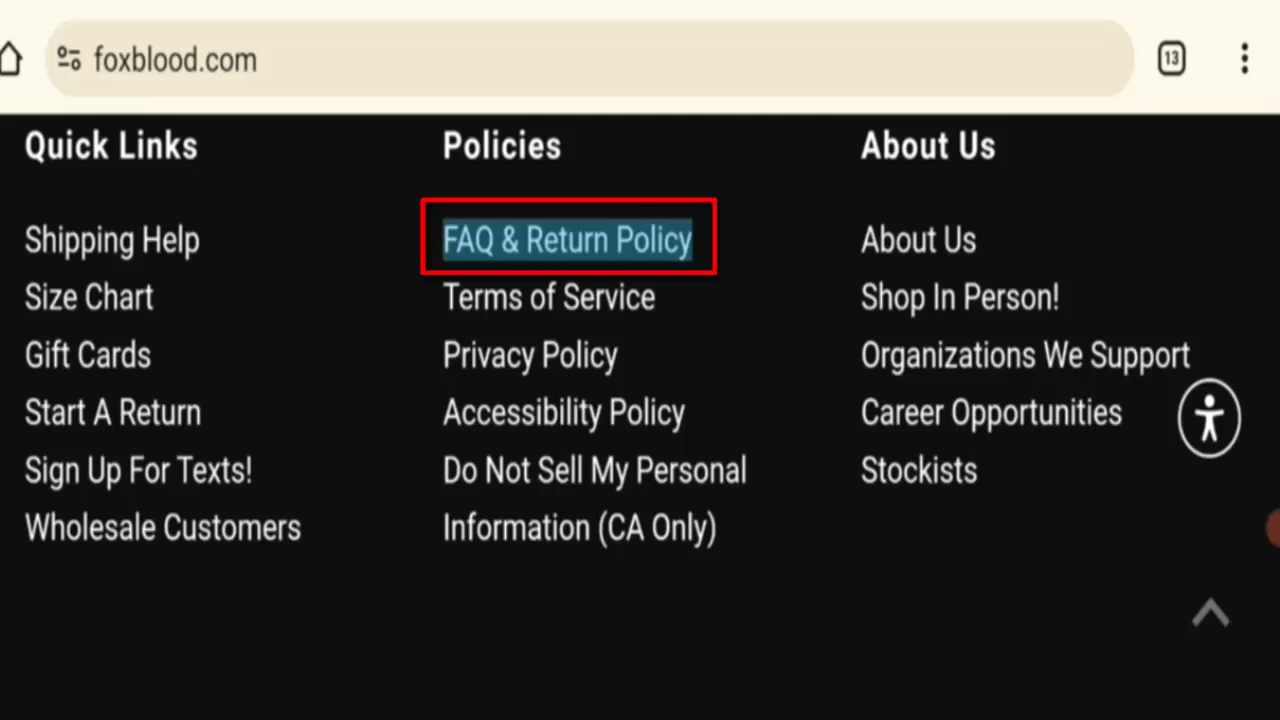 foxblood.com
13
Quick Links
Shipping Help
Size Chart
Gift Cards
Start A Return
Sign Up For Texts!
Wholesale Customers
Policies
FAQ & Return Policy
Terms of Service
Privacy Policy
Accessibility Policy
Do Not Sell My Personal
Information (CA Only)
About Us
About Us
Shop In Person!
Organizations We Support
Career Opportunities
Stockists